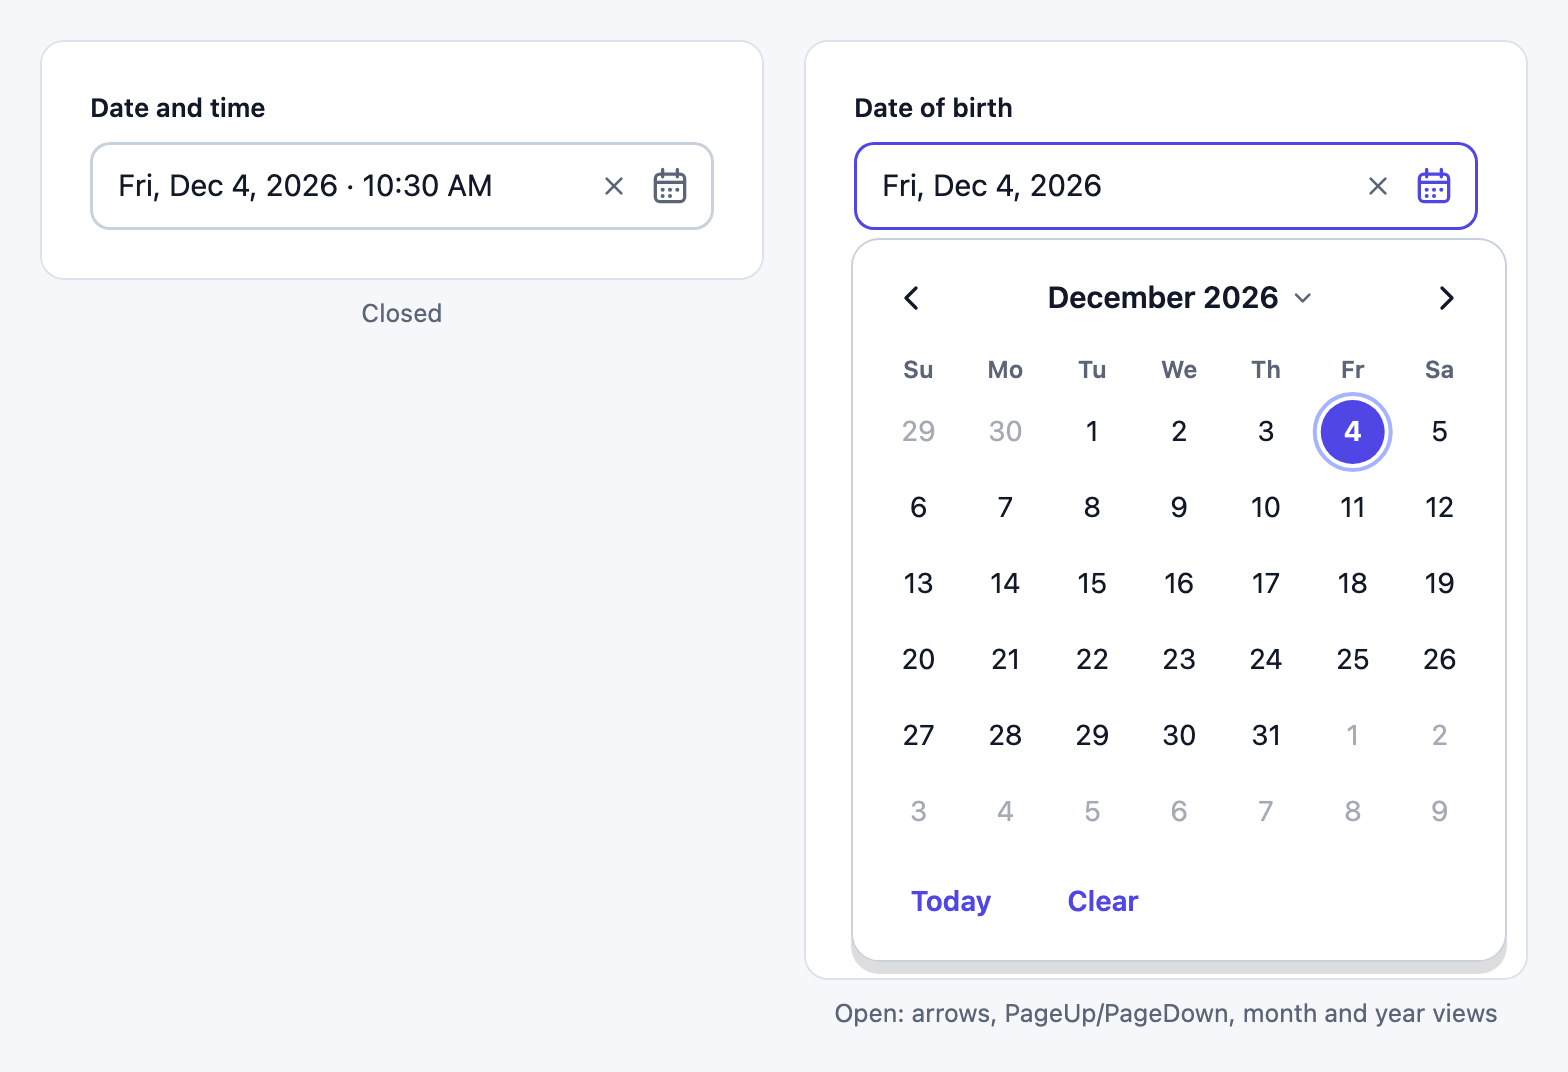 Date and time
Fri, Dec 4, 2026 · 10:30 AM
Closed
Date of birth
Fri, Dec 4, 2026
December 2026
Su Mo Tu We Th Fr Sa
29 30 1 2 3 4 5
6 7 8 9 10 11 12
13 14 15 16 17 18 19
20 21 22 23 24 25 26
27 28 29 30 31 1 2
3 4 5 6 7 8 9
Today Clear
Open: arrows, PageUp/PageDown, month and year views